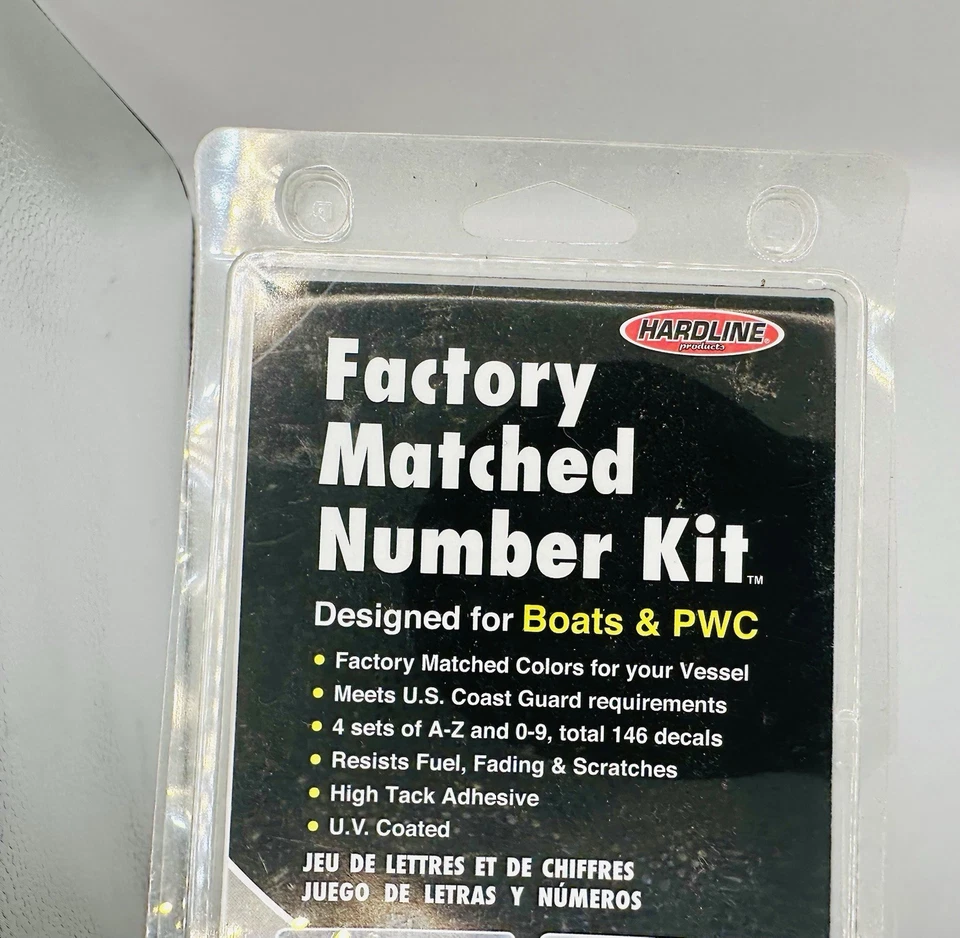 HARDLINE
products
Factory
Matched
Number Kit™
Designed for Boats & PWC
• Factory Matched Colors for your Vessel
• Meets U.S. Coast Guard requirements
• 4 sets of A-Z and 0-9, total 146 decals
• Resists Fuel, Fading & Scratches
• High Tack Adhesive
• U.V. Coated
JEU DE LETTRES ET DE CHIFFRES
JUEGO DE LETRAS Y NÚMEROS